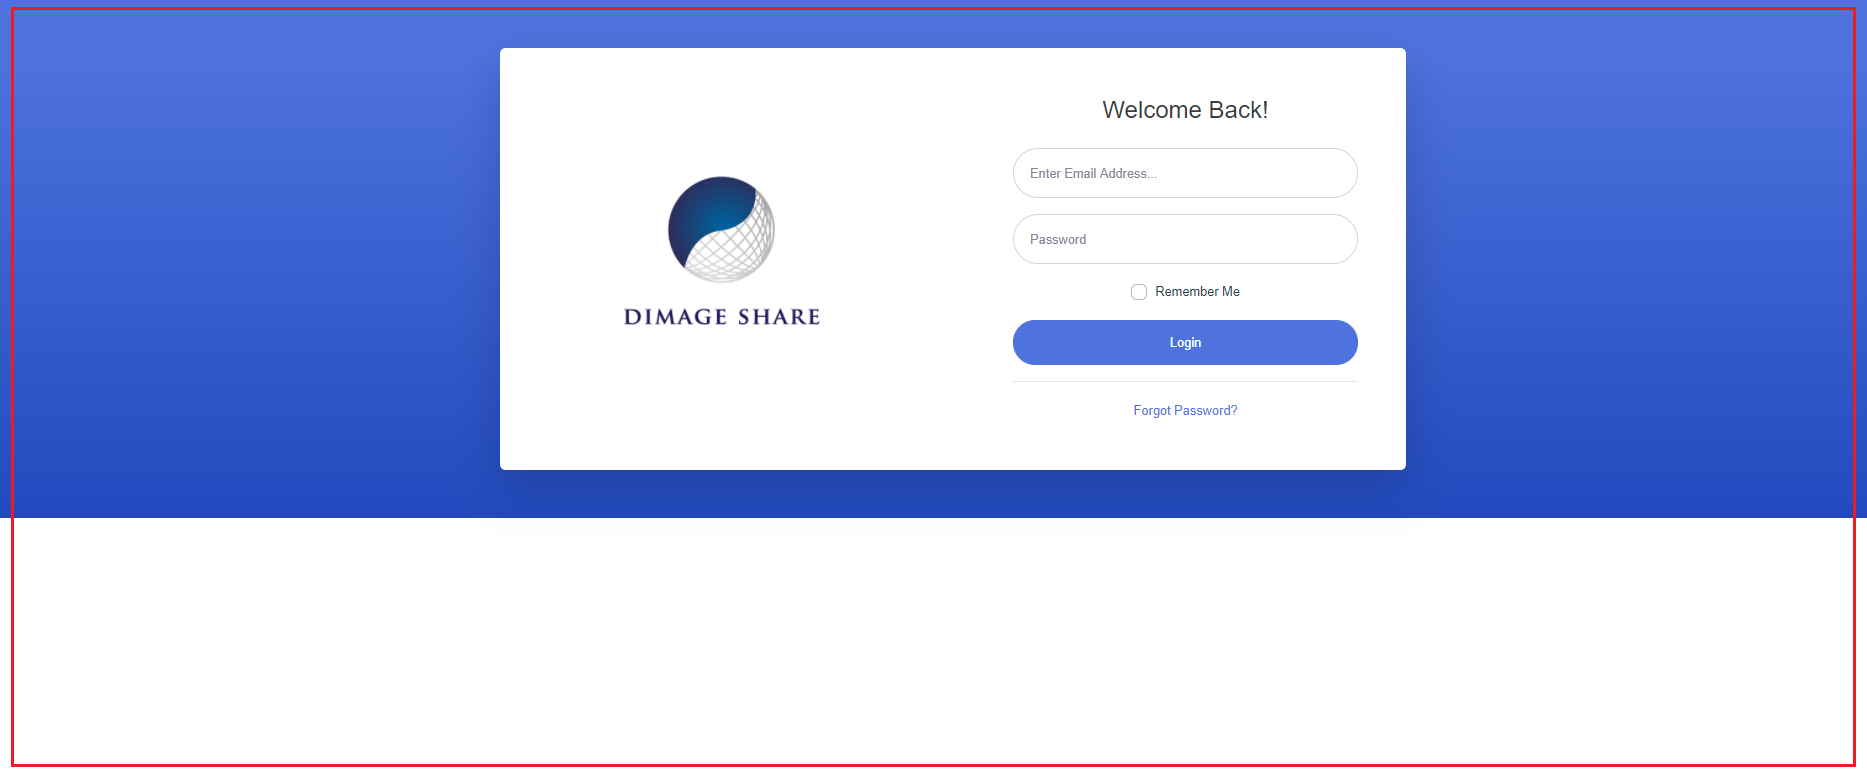 Welcome Back!
Enter Email Address...
Password
Remember Me
Login
Forgot Password?
DIMAGE SHARE